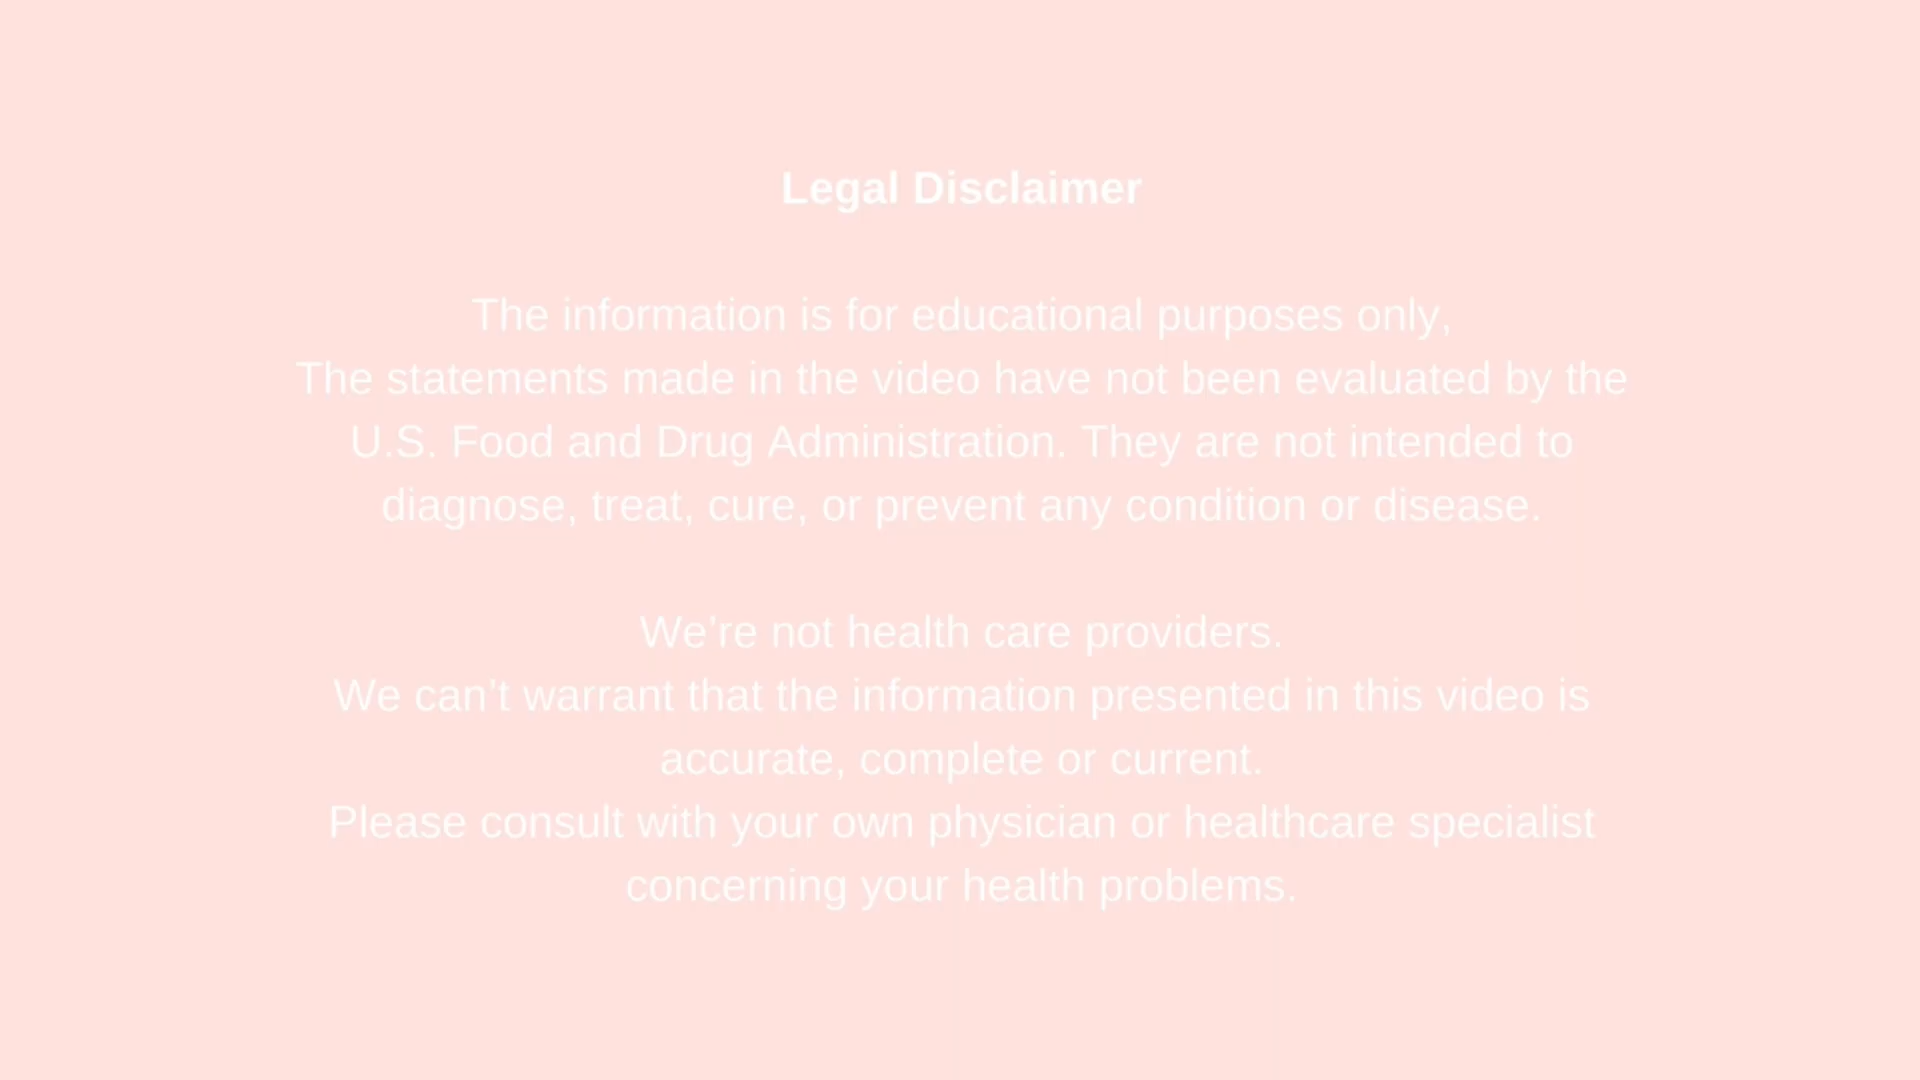 Legal Disclaimer
The information is for educational purposes only,
The statements made in the video have not been evaluated by the
U.S. Food and Drug Administration. They are not intended to
diagnose, treat, cure, or prevent any condition or disease.
We’re not health care providers.
We can’t warrant that the information presented in this video is
accurate, complete or current.
Please consult with your own physician or healthcare specialist
concerning your health problems.